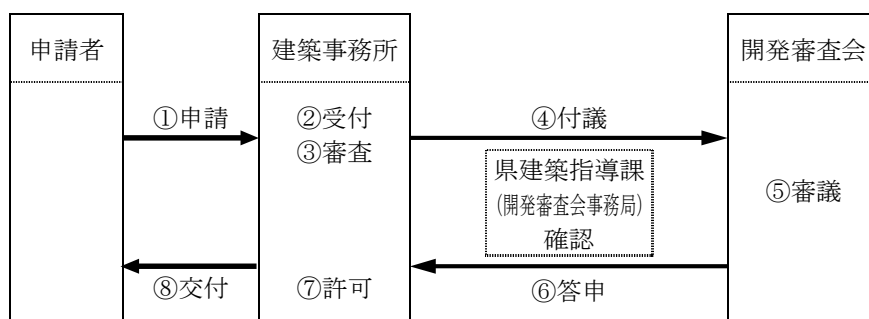 申請者
建築事務所
開発審査会
①申請
②受付
③審査
④付議
県建築指導課
(開発審査会事務局)
確認
⑤審議
⑥答申
⑦許可
⑧交付